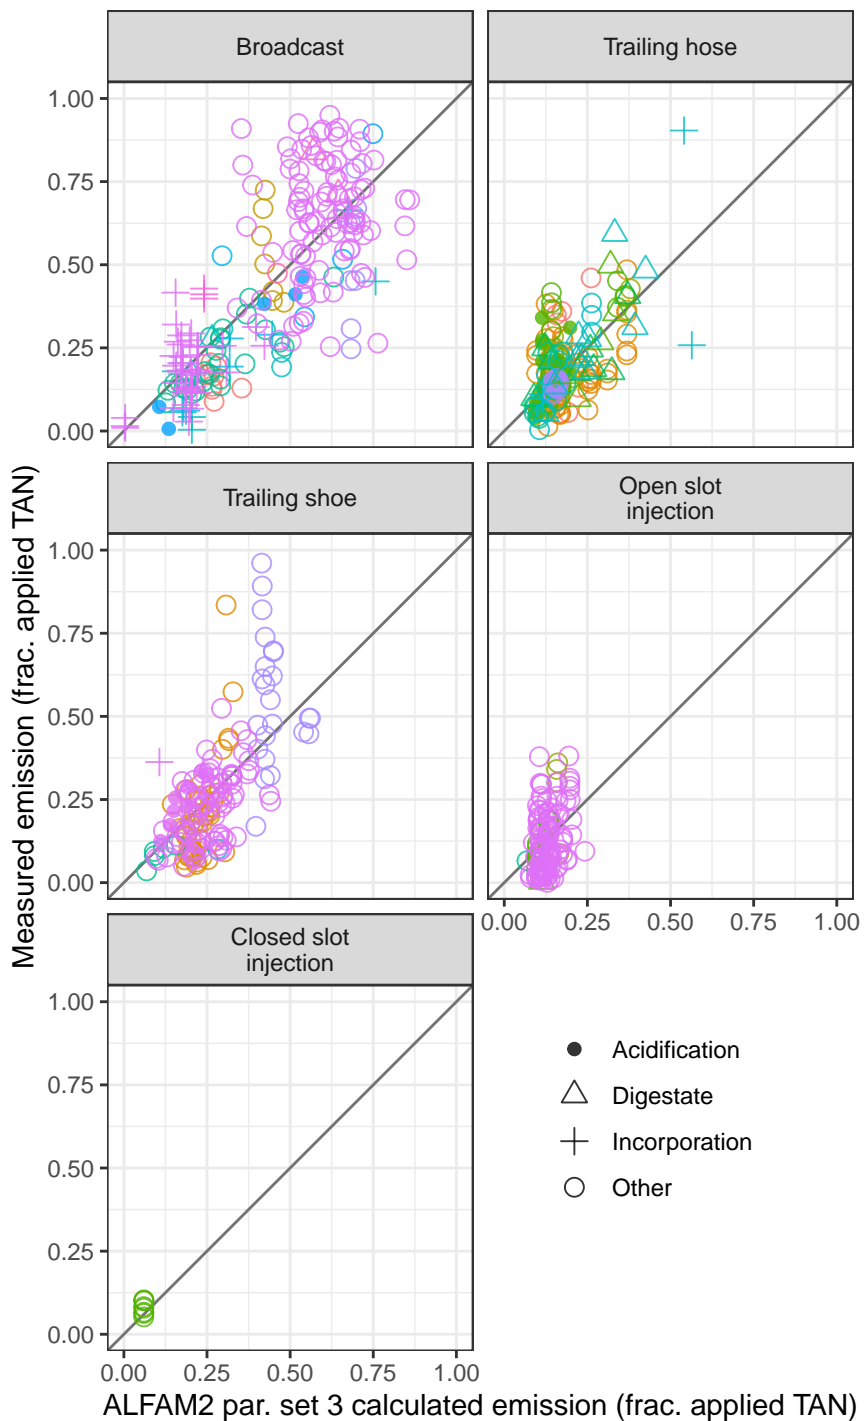 Broadcast
Trailing hose
1.00
0.75
0.50
0.25
0.00
Trailing shoe
Open slot
injection
1.00
0.75
0.50
0.25
0.00
0.00 0.25 0.50 0.75 1.00
Closed slot
injection
1.00
0.75
0.50
0.25
0.00
0.00 0.25 0.50 0.75 1.00
Acidification
Digestate
Incorporation
Other
Measured emission (frac. applied TAN)
ALFAM2 par. set 3 calculated emission (frac. applied TAN)